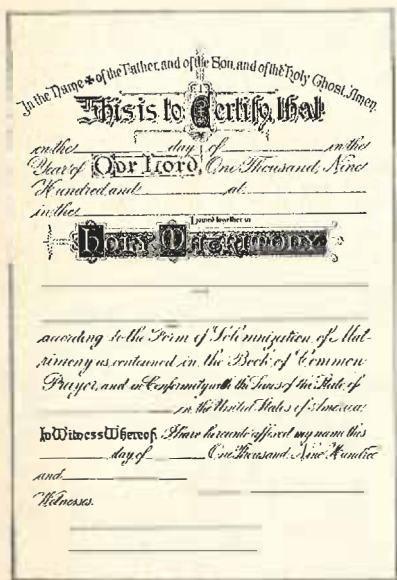 In the Name ✠ of the Father, and of the Son, and of the Holy Ghost. Amen.
This is to Certify, that
on the day of in the
Year of Our Lord, One Thousand, Nine
Hundred and at
in the
I joined together in
Holy Matrimony
and
according to the Form of Solemnization of Mat-
rimony as contained in the Book of Common
Prayer, and in Conformity with the Laws of the State of
in the United States of America
In Witness Whereof, I have hereunto affixed my name this
day of One Thousand Nine Hundred
and
Witnesses.